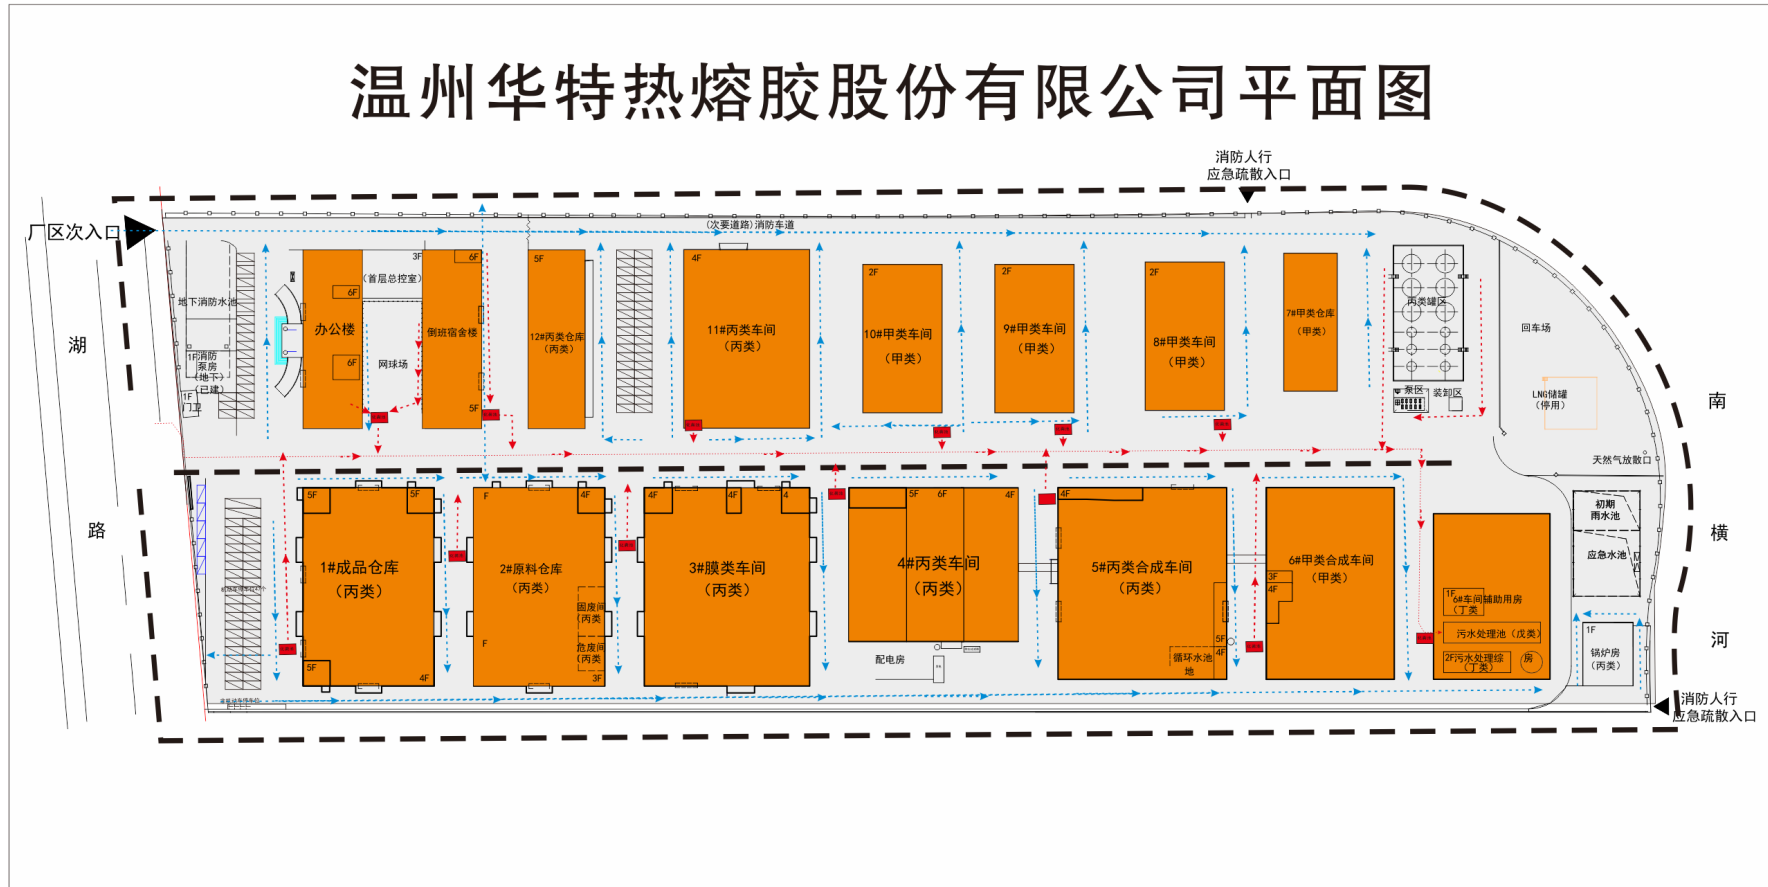 温州华特热熔胶股份有限公司平面图
消防人行
应急疏散入口
厂区次入口
(次要道路)消防车道
湖
路
南
横
河
地下消防水池
1F消防
泵房
(地下)
(已建)
1F
门卫
办公楼
6F
6F
3F
(首层总控室)
网球场
6F
倒班宿舍楼
5F
5F
12#丙类仓库
(丙类)
4F
11#丙类车间
(丙类)
2F
10#甲类车间
(甲类)
2F
9#甲类车间
(甲类)
2F
8#甲类车间
(甲类)
7#甲类仓库
(甲类)
丙类罐区
泵区
装卸区
回车场
LNG储罐
(停用)
天然气放散口
5F
5F
1#成品仓库
(丙类)
5F
4F
F
4F
2#原料仓库
(丙类)
固废间
(丙类
危废间
(丙类
F
3F
4F
4F
4
3#膜类车间
(丙类)
5F
6F
4F
4#丙类车间
(丙类)
配电房
4F
5#丙类合成车间
(丙类)
5F
4F
循环水池
地
6#甲类合成车间
(甲类)
3F
4F
1F
6#车间辅助用房
(丁类
污水处理池(戊类)
2F污水处理综
(丁类)
房
初期
雨水池
应急水池
1F
锅炉房
(丙类)
消防人行
应急疏散入口